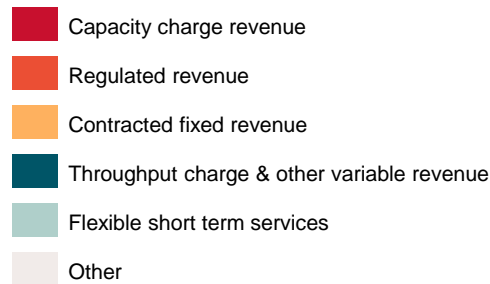 Capacity charge revenue
Regulated revenue
Contracted fixed revenue
Throughput charge & other variable revenue
Flexible short term services
Other